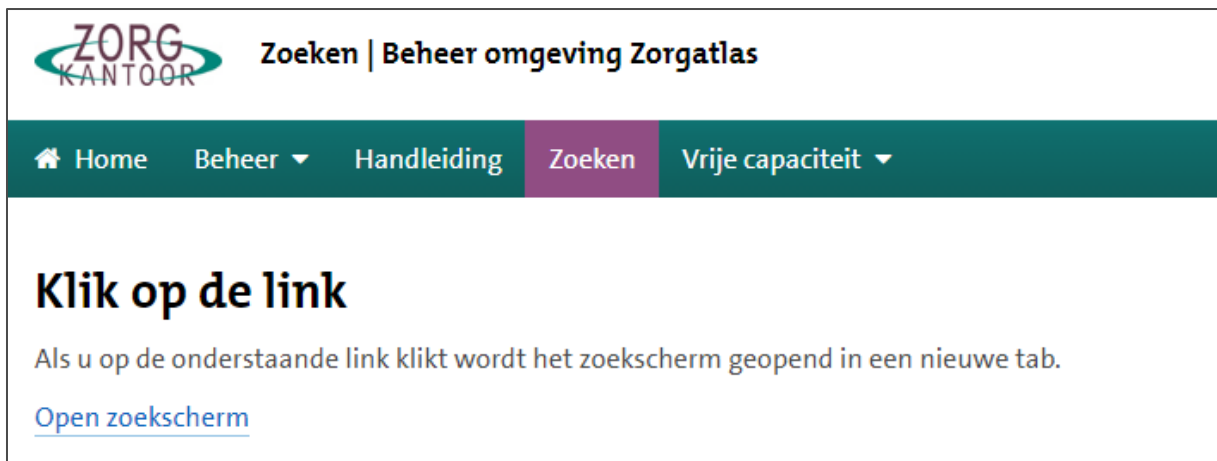 ZORG
KANTOOR
Zoeken | Beheer omgeving Zorgatlas
Home Beheer Handleiding Zoeken Vrije capaciteit
Klik op de link
Als u op de onderstaande link klikt wordt het zoekscherm geopend in een nieuwe tab.
Open zoekscherm